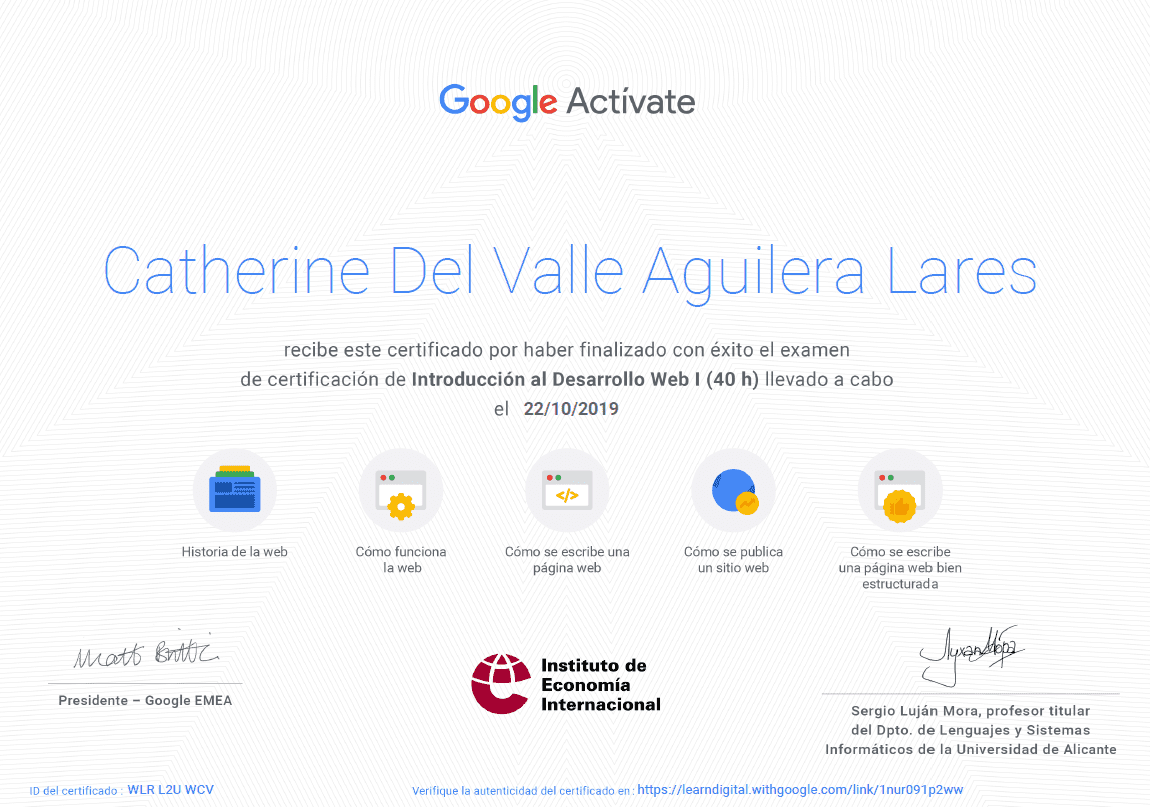 Google Actívate
Catherine Del Valle Aguilera Lares
recibe este certificado por haber finalizado con éxito el examen
de certificación de Introducción al Desarrollo Web I (40 h) llevado a cabo
el 22/10/2019
</>
Historia de la web
Cómo funciona
la web
Cómo se escribe una
página web
Cómo se publica
un sitio web
Cómo se escribe
una página web bien
estructurada
Matt
Presidente – Google EMEA
Instituto de
Economía
Internacional
Sergio Luján Mora, profesor titular
del Dpto. de Lenguajes y Sistemas
Informáticos de la Universidad de Alicante
ID del certificado : WLR L2U WCV
Verifique la autenticidad del certificado en : https://learndigital.withgoogle.com/link/1nur091p2ww